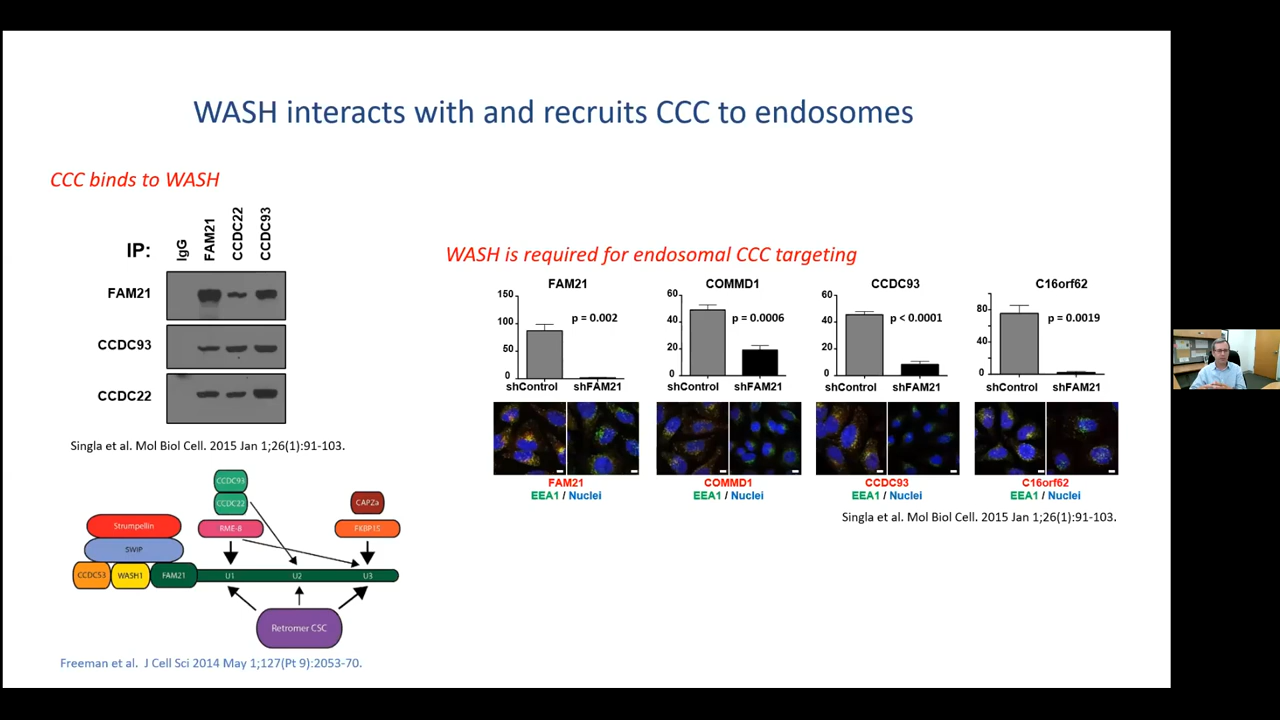 WASH interacts with and recruits CCC to endosomes
CCC binds to WASH
IP:
IgG
FAM21
CCDC22
CCDC93
FAM21
CCDC93
CCDC22
Singla et al. Mol Biol Cell. 2015 Jan 1;26(1):91-103.
CCDC93
CCDC22
RME-8
CAPZa
FKBP15
Strumpellin
SWIP
CCDC53
WASH1
FAM21
U1
U2
U3
Retromer CSC
Freeman et al. J Cell Sci 2014 May 1;127(Pt 9):2053-70.
WASH is required for endosomal CCC targeting
FAM21
150
100
50
0
p = 0.002
shControl shFAM21
COMMD1
60
40
20
0
p = 0.0006
shControl shFAM21
CCDC93
60
40
20
0
p < 0.0001
shControl shFAM21
C16orf62
80
40
0
p = 0.0019
shControl shFAM21
FAM21
EEA1 / Nuclei
COMMD1
EEA1 / Nuclei
CCDC93
EEA1 / Nuclei
C16orf62
EEA1 / Nuclei
Singla et al. Mol Biol Cell. 2015 Jan 1;26(1):91-103.